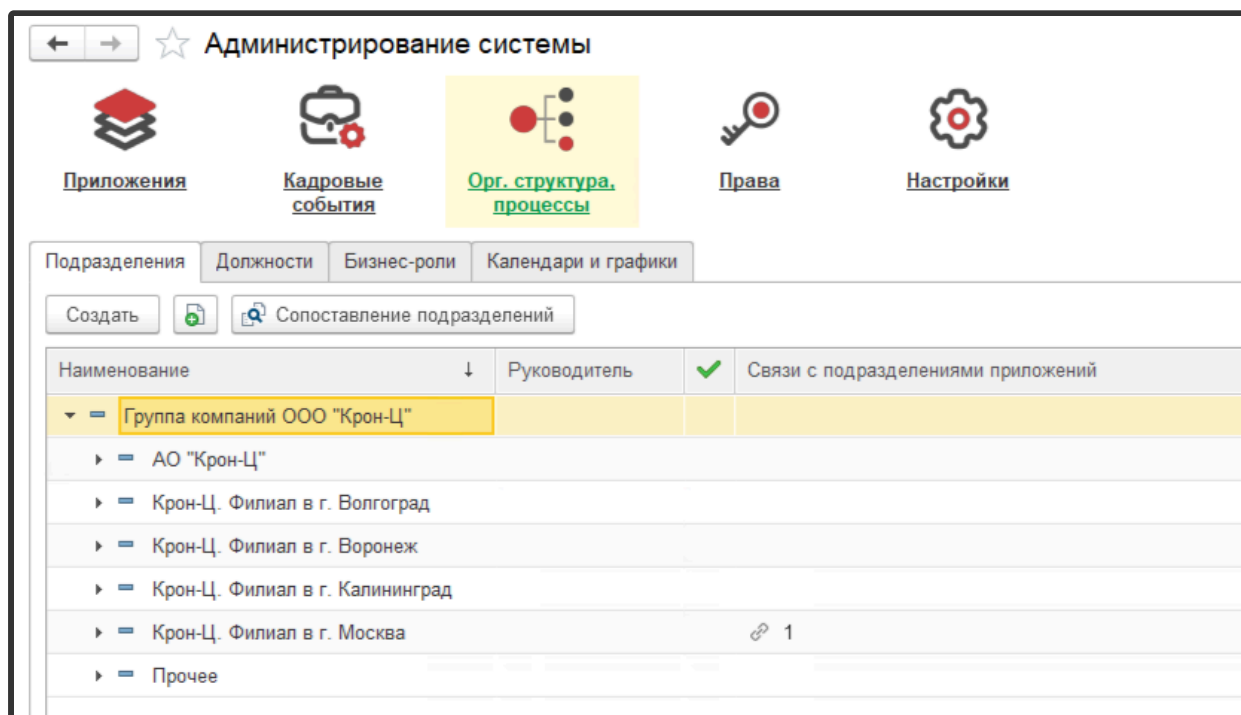 Администрирование системы
Приложения
Кадровые события
Орг. структура, процессы
Права
Настройки
Подразделения Должности Бизнес-роли Календари и графики
Создать Сопоставление подразделений
Наименование ↓ Руководитель Связи с подразделениями приложений
Группа компаний ООО "Крон-Ц"
АО "Крон-Ц"
Крон-Ц. Филиал в г. Волгоград
Крон-Ц. Филиал в г. Воронеж
Крон-Ц. Филиал в г. Калининград
Крон-Ц. Филиал в г. Москва 1
Прочее